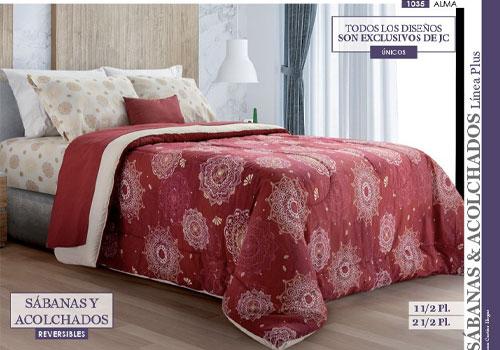 1035 ALMA
TODOS LOS DISEÑOS
SON EXCLUSIVOS DE JC
ÚNICOS
SÁBANAS & ACOLCHADOS Línea Plus
SÁBANAS Y
ACOLCHADOS
REVERSIBLES
1 1/2 Pl.
2 1/2 Pl.